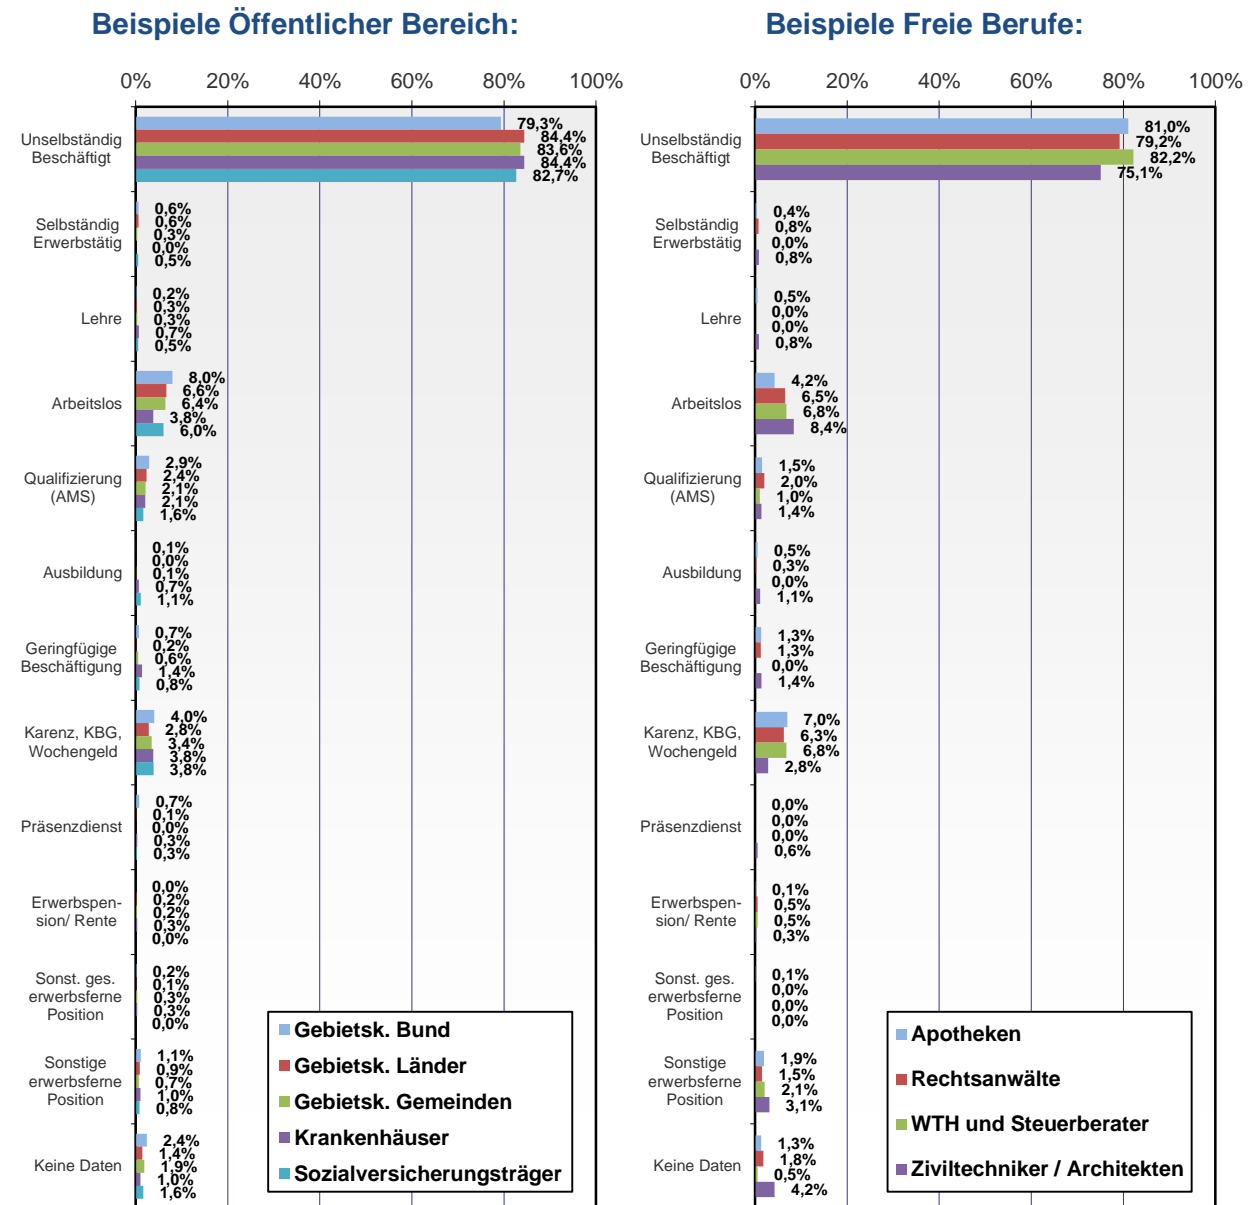 Beispiele Öffentlicher Bereich:
0% 20% 40% 60% 80% 100%
Unselbständig
Beschäftigt
79,3%
84,4%
83,6%
84,4%
82,7%
Selbständig
Erwerbstätig
0,6%
0,6%
0,3%
0,0%
0,5%
Lehre
0,2%
0,3%
0,3%
0,7%
0,5%
Arbeitslos
8,0%
6,6%
6,4%
3,8%
6,0%
Qualifizierung
(AMS)
2,9%
2,4%
2,1%
2,1%
1,6%
Ausbildung
0,1%
0,0%
0,1%
0,7%
1,1%
Geringfügige
Beschäftigung
0,7%
0,2%
0,6%
1,4%
0,8%
Karenz, KBG,
Wochengeld
4,0%
2,8%
3,4%
3,8%
3,8%
Präsenzdienst
0,7%
0,1%
0,0%
0,3%
0,3%
Erwerbspen-
sion/ Rente
0,0%
0,2%
0,2%
0,3%
0,0%
Sonst. ges.
erwerbsferne
Position
0,2%
0,1%
0,3%
0,3%
0,0%
Sonstige
erwerbsferne
Position
1,1%
0,9%
0,7%
1,0%
0,8%
Keine Daten
2,4%
1,4%
1,9%
1,0%
1,6%
Gebietsk. Bund
Gebietsk. Länder
Gebietsk. Gemeinden
Krankenhäuser
Sozialversicherungsträger
Beispiele Freie Berufe:
0% 20% 40% 60% 80% 100%
Unselbständig
Beschäftigt
81,0%
79,2%
82,2%
75,1%
Selbständig
Erwerbstätig
0,4%
0,8%
0,0%
0,8%
Lehre
0,5%
0,0%
0,0%
0,8%
Arbeitslos
4,2%
6,5%
6,8%
8,4%
Qualifizierung
(AMS)
1,5%
2,0%
1,0%
1,4%
Ausbildung
0,5%
0,3%
0,0%
1,1%
Geringfügige
Beschäftigung
1,3%
1,3%
0,0%
1,4%
Karenz, KBG,
Wochengeld
7,0%
6,3%
6,8%
2,8%
Präsenzdienst
0,0%
0,0%
0,0%
0,6%
Erwerbspen-
sion/ Rente
0,1%
0,5%
0,5%
0,3%
Sonst. ges.
erwerbsferne
Position
0,1%
0,0%
0,0%
0,0%
Sonstige
erwerbsferne
Position
1,9%
1,5%
2,1%
3,1%
Keine Daten
1,3%
1,8%
0,5%
4,2%
Apotheken
Rechtsanwälte
WTH und Steuerberater
Ziviltechniker / Architekten